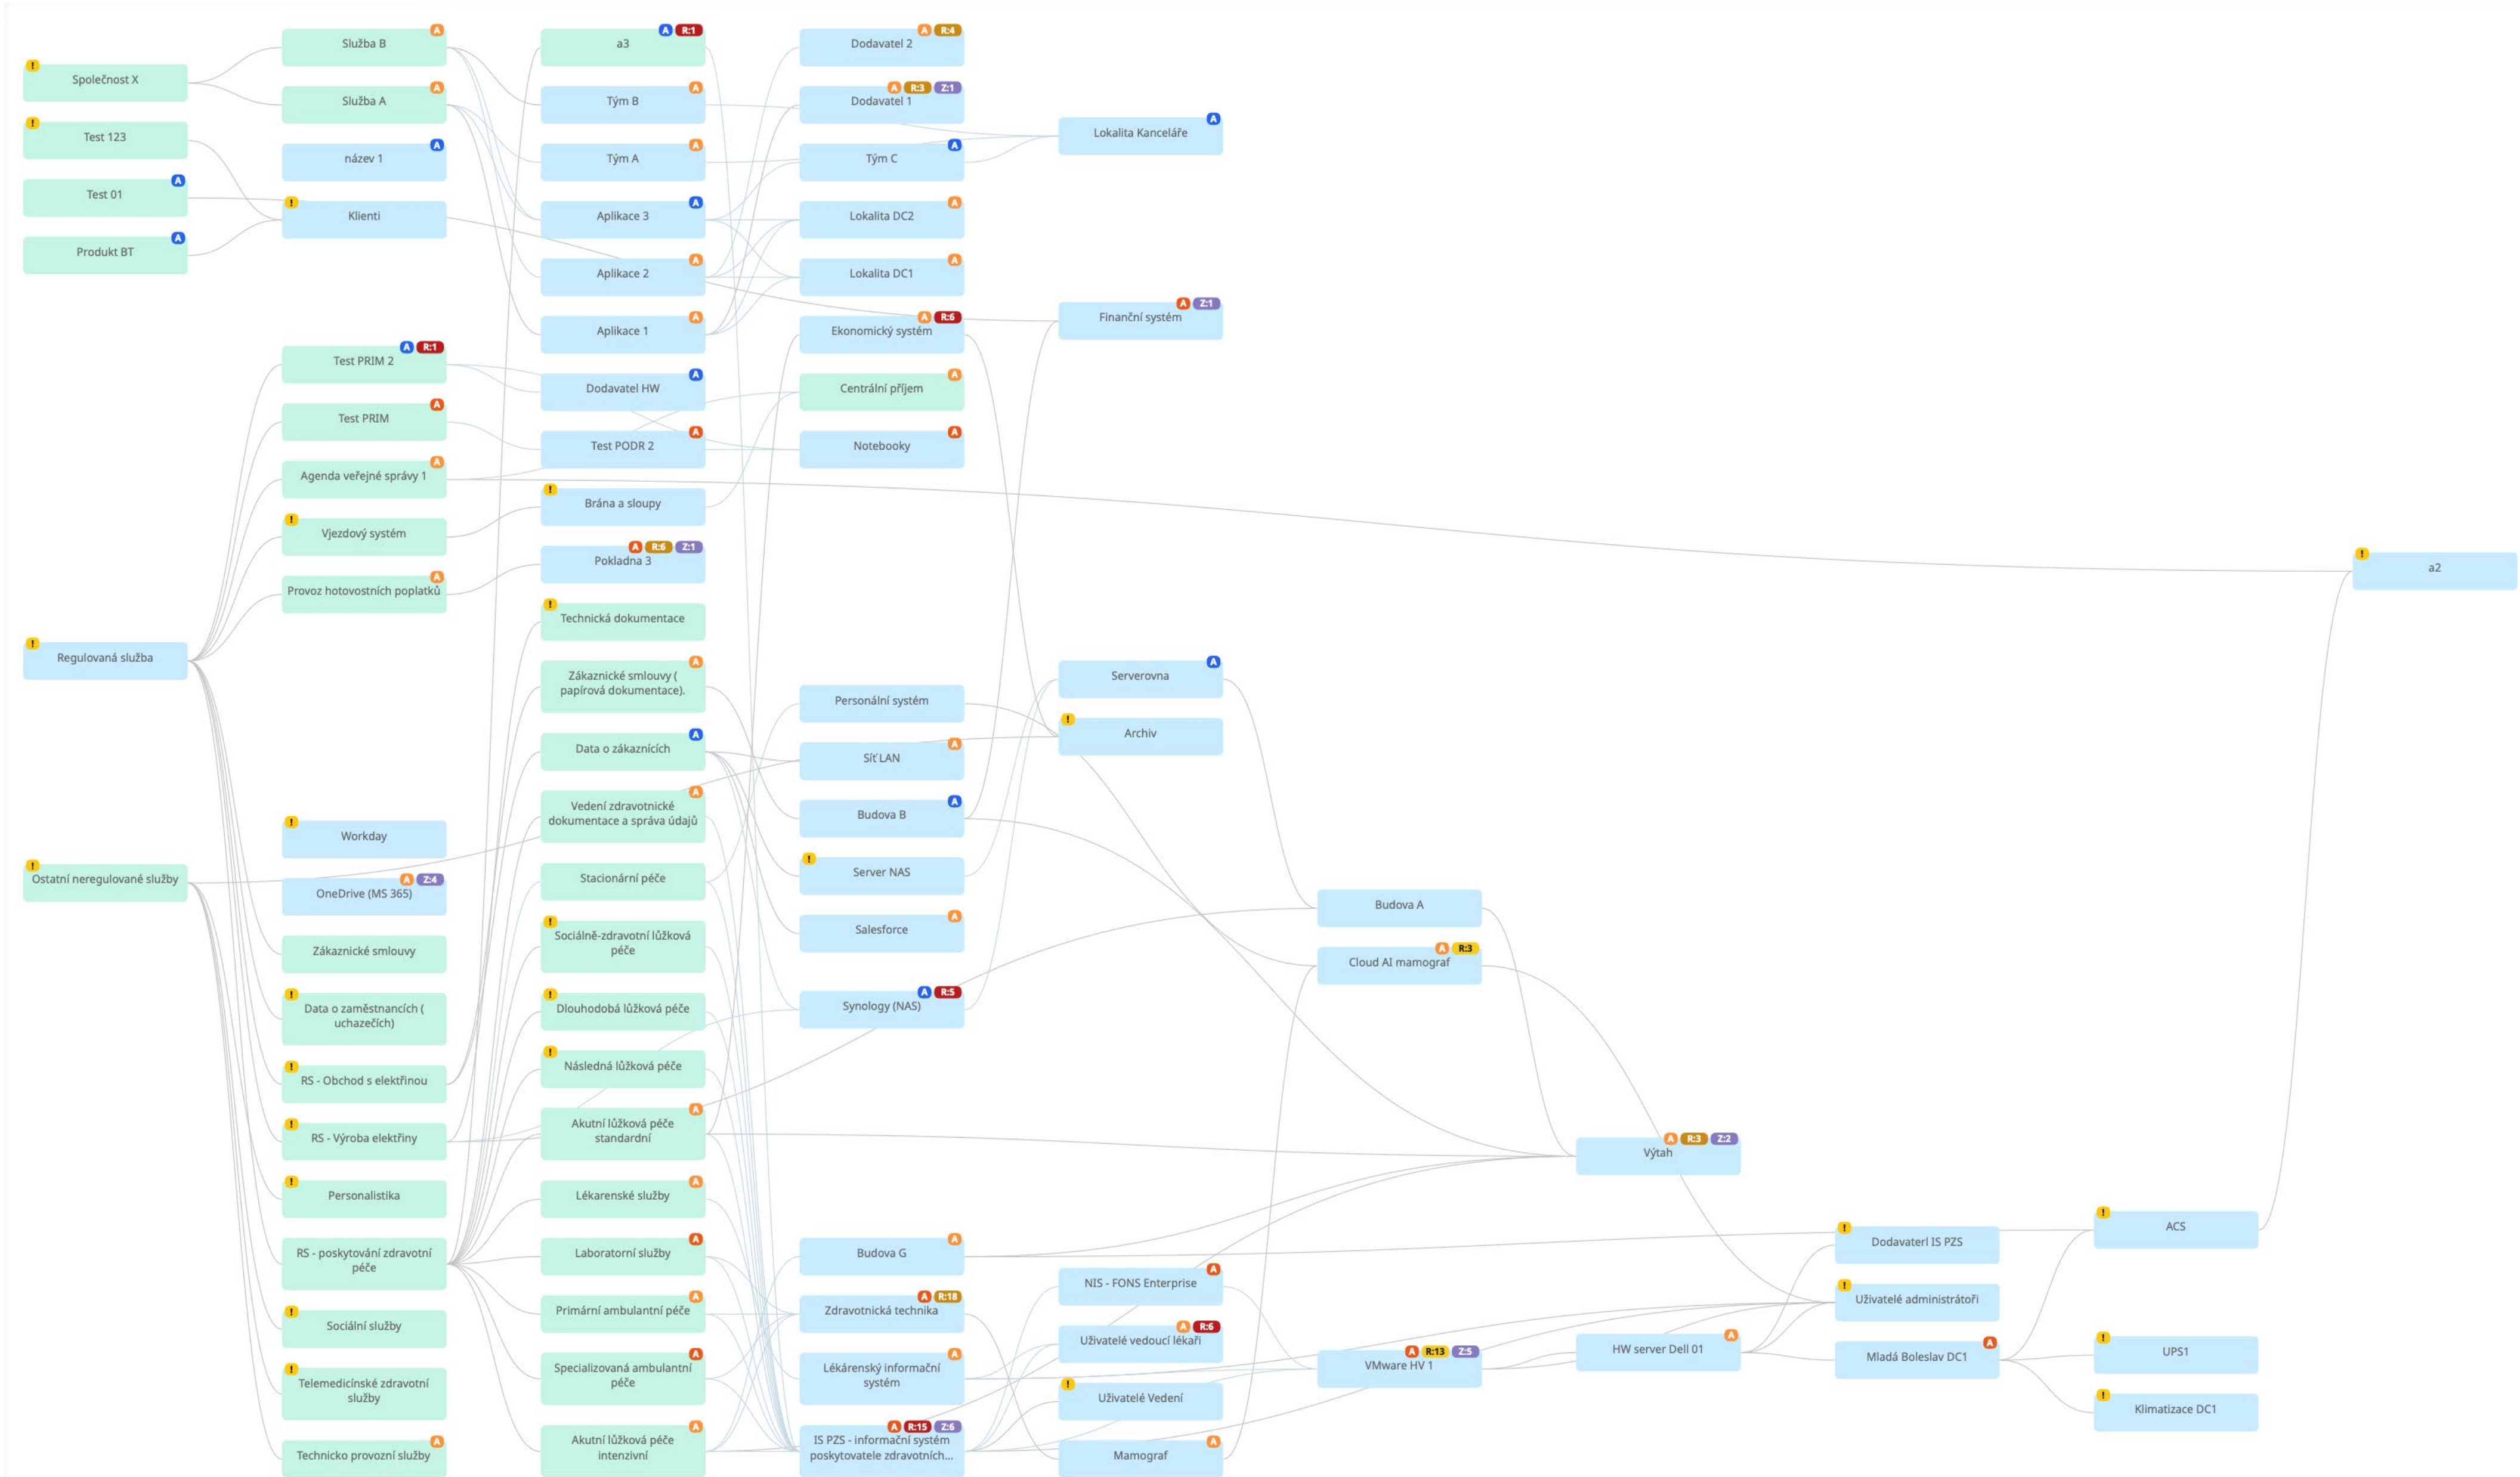 A
Služba B
A R:1
a3
A R:4
Dodavatel 2
!
Společnost X
A
Služba A
A
Tým B
A R:3 Z:1
Dodavatel 1
!
Test 123
A
název 1
A
Tým A
A
Tým C
A
Lokalita Kanceláře
A
Test 01
!
Klienti
A
Aplikace 3
A
Lokalita DC2
A
Produkt BT
A
Aplikace 2
A
Lokalita DC1
A
Aplikace 1
A R:6
Ekonomický systém
A Z:1
Finanční systém
A R:1
Test PRIM 2
A
Dodavatel HW
A
Centrální příjem
A
Test PRIM
A
Test PODR 2
A
Notebooky
A
Agenda veřejné správy 1
!
Brána a sloupy
!
Vjezdový systém
A R:6 Z:1
Pokladna 3
!
a2
A
Provoz hotovostních poplatků
!
Technická dokumentace
!
Regulovaná služba
A
Zákaznické smlouvy (
papírová dokumentace).
Personální systém
A
Serverovna
A
Data o zákaznících
A
Síť LAN
!
Archiv
!
Workday
A
Vedení zdravotnické
dokumentace a správa údajů
A
Budova B
!
Ostatní neregulované služby
A Z:4
OneDrive (MS 365)
Stacionární péče
!
Server NAS
Budova A
Zákaznické smlouvy
!
Sociálně-zdravotní lůžková
péče
A
Salesforce
A R:3
Cloud AI mamograf
!
Data o zaměstnancích (
uchazečích)
!
Dlouhodobá lůžková péče
A R:5
Synology (NAS)
!
RS - Obchod s elektřinou
!
Následná lůžková péče
!
RS - Výroba elektřiny
A
Akutní lůžková péče
standardní
A R:3 Z:2
Výtah
!
Personalistika
A
Lékarenské služby
RS - poskytování zdravotní
péče
A
Laboratorní služby
A
Budova G
!
Dodavaterl IS PZS
!
ACS
!
Sociální služby
A
Primární ambulantní péče
A R:18
Zdravotnická technika
A
NIS - FONS Enterprise
!
Uživatelé administrátoři
!
Telemedicínské zdravotní
služby
A
Specializovaná ambulantní
péče
A
Lékárenský informační
systém
A R:6
Uživatelé vedoucí lékaři
A R:13 Z:5
VMware HV 1
A
HW server Dell 01
A
Mladá Boleslav DC1
!
UPS1
!
Uživatelé Vedení
!
Klimatizace DC1
A
Technicko provozní služby
A
Akutní lůžková péče
intenzivní
A R:15 Z:6
IS PZS - informační systém
poskytovatele zdravotních...
A
Mamograf